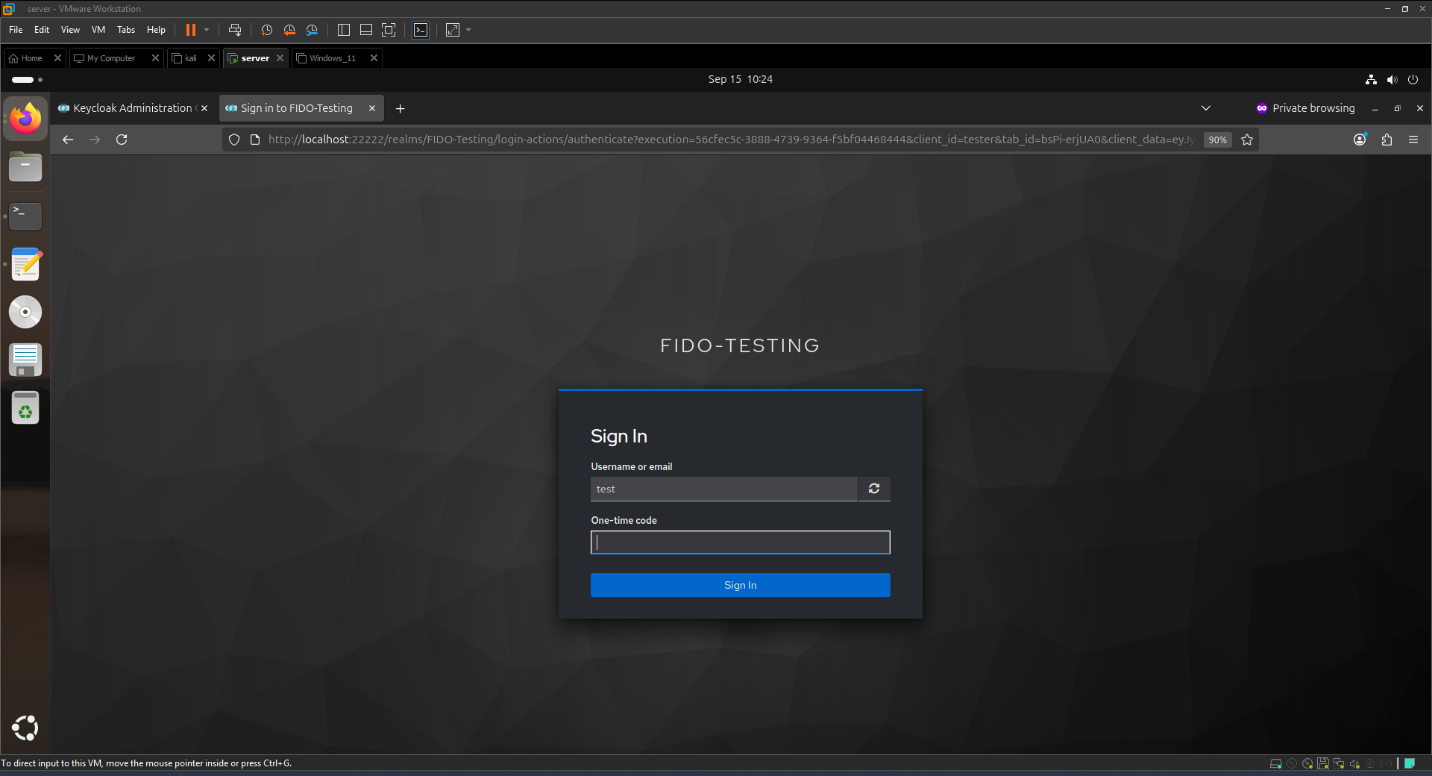 server - VMware Workstation
File Edit View VM Tabs Help
Home My Computer kali server Windows_11
Sep 15 10:24
Keycloak Administration Sign in to FIDO-Testing Private browsing
http://localhost:22222/realms/FIDO-Testing/login-actions/authenticate?execution=56cfec5c-3888-4739-9364-f5bf04468444&client_id=tester&tab_id=bsPi-erjUA0&client_data=eyJ 90%
FIDO-TESTING
Sign In
Username or email
test
One-time code
Sign In
To direct input to this VM, move the mouse pointer inside or press Ctrl+G.